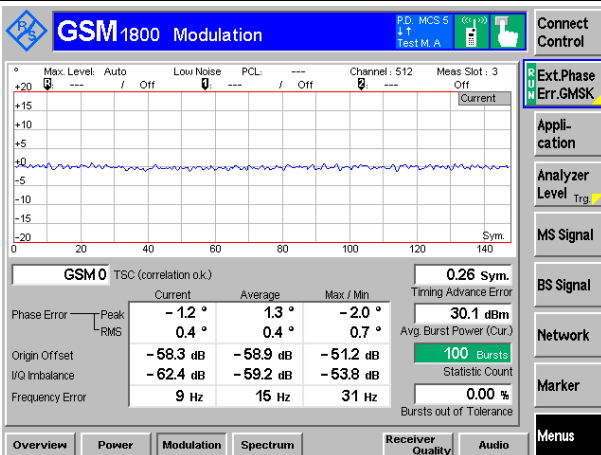 R S GSM1800 Modulation P.D. MCS 5 Connect Control
Test M. A
° Max. Level: Auto Low Noise PCL: --- Channel : 512 Meas Slot : 3
--- / Off --- / Off 2: --- Off
Current
RUN Ext.Phase Err.GMSK
+20
+15
+10
+5
+0
-5
-10
-15
-20
Sym.
0 20 40 60 80 100 120 140
Appli-
cation
Analyzer
Level Trg.
MS Signal
BS Signal
Network
Marker
Menus
GSM 0 TSC (correlation o.k.) 0.26 Sym.
Timing Advance Error
Current Average Max / Min
Phase Error Peak – 1.2 ° 1.3 ° – 2.0 ° 30.1 dBm
RMS 0.4 ° 0.4 ° 0.7 ° Avg. Burst Power (Cur.)
Origin Offset – 58.3 dB – 58.9 dB – 51.2 dB 100 Bursts
I/Q Imbalance – 62.4 dB – 59.2 dB – 53.8 dB Statistic Count
Frequency Error 9 Hz 15 Hz 31 Hz 0.00 %
Bursts out of Tolerance
Overview Power Modulation Spectrum Receiver Quality Audio